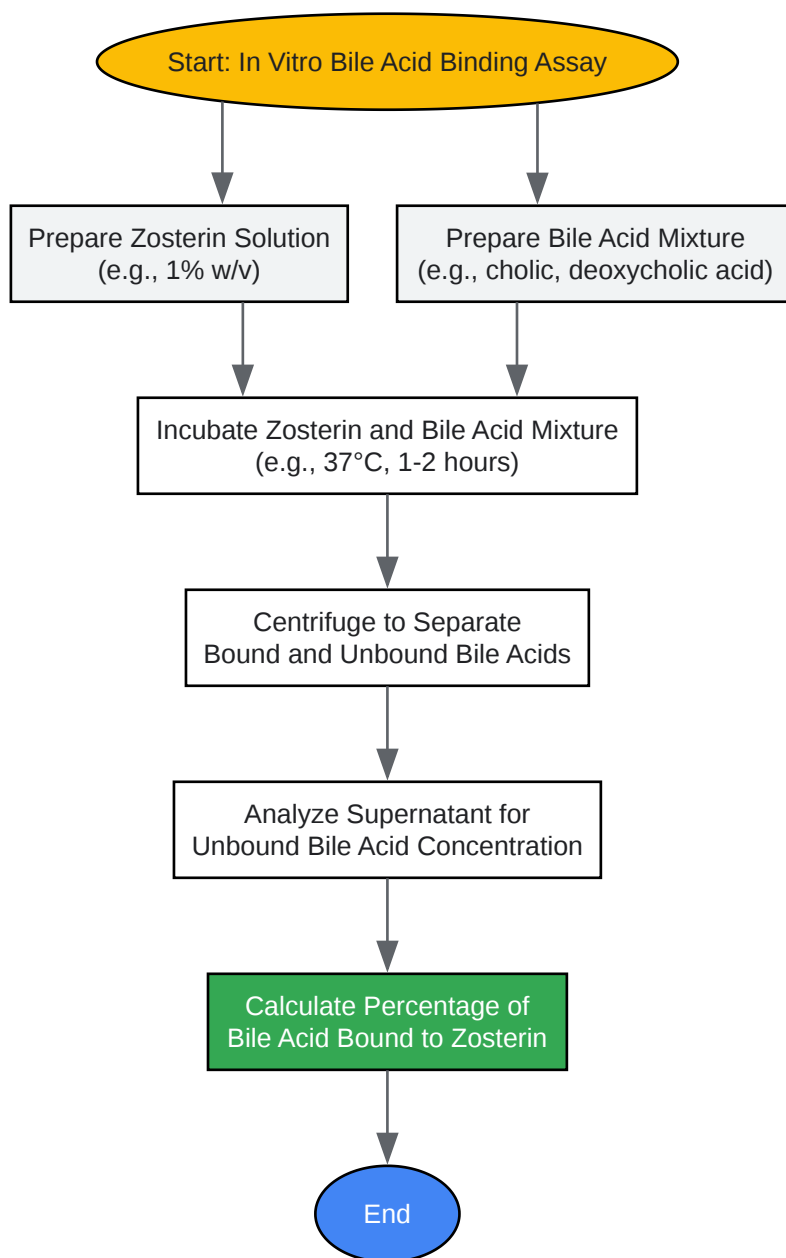 Start: In Vitro Bile Acid Binding Assay
Prepare Zosterin Solution
(e.g., 1% w/v)
Prepare Bile Acid Mixture
(e.g., cholic, deoxycholic acid)
Incubate Zosterin and Bile Acid Mixture
(e.g., 37°C, 1-2 hours)
Centrifuge to Separate
Bound and Unbound Bile Acids
Analyze Supernatant for
Unbound Bile Acid Concentration
Calculate Percentage of
Bile Acid Bound to Zosterin
End